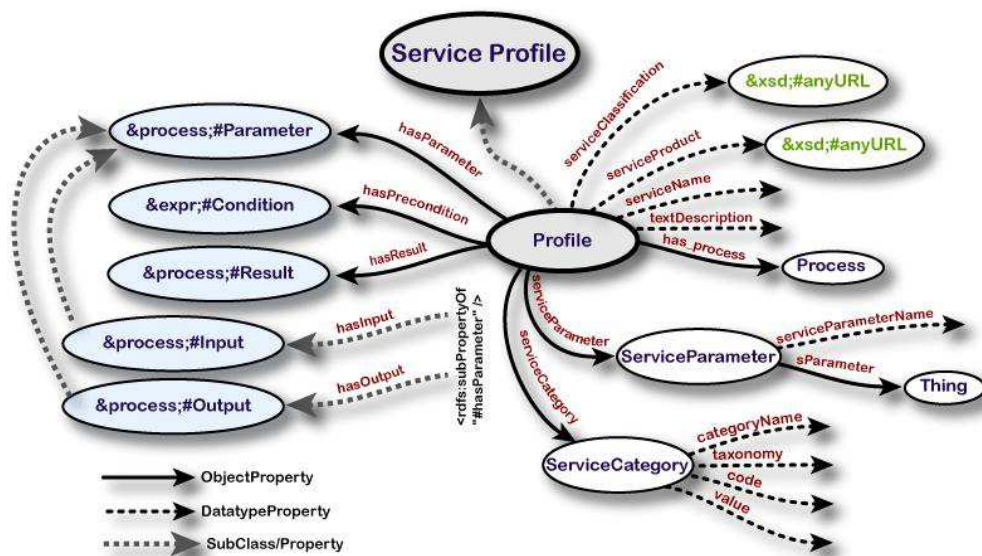 Service Profile
&xsd;#anyURL
serviceClassification
&process;#Parameter
hasParameter
serviceProduct
&xsd;#anyURL
serviceName
&expr;#Condition
hasPrecondition
textDescription
Profile
has_process
&process;#Result
hasResult
Process
<rdfs:subPropertyOf
"#hasParameter" />
hasInput
&process;#Input
serviceParameter
serviceCategory
ServiceParameter
serviceParameterName
sParameter
Thing
hasOutput
&process;#Output
ServiceCategory
categoryName
taxonomy
code
value
ObjectProperty
DatatypeProperty
SubClass/Property